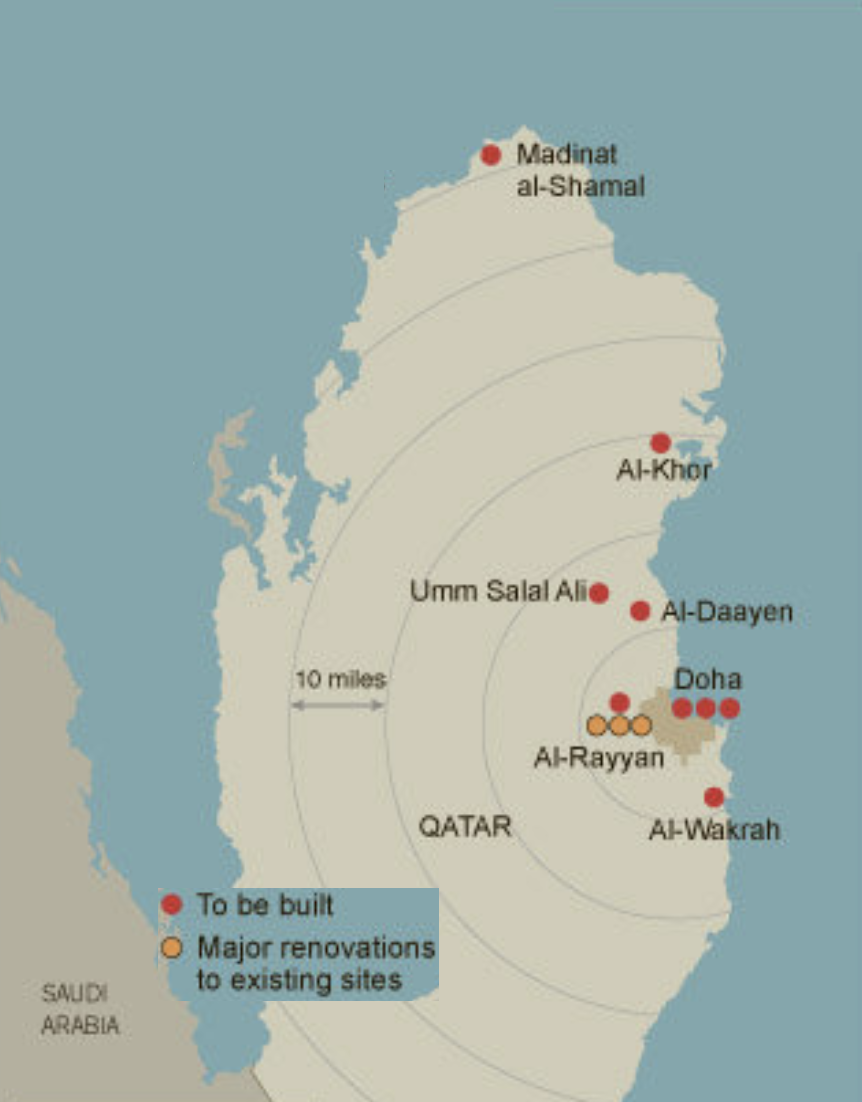 Madinat
al-Shamal
Al-Khor
Umm Salal Ali
Al-Daayen
10 miles
Doha
Al-Rayyan
QATAR
Al-Wakrah
To be built
Major renovations
to existing sites
SAUDI
ARABIA